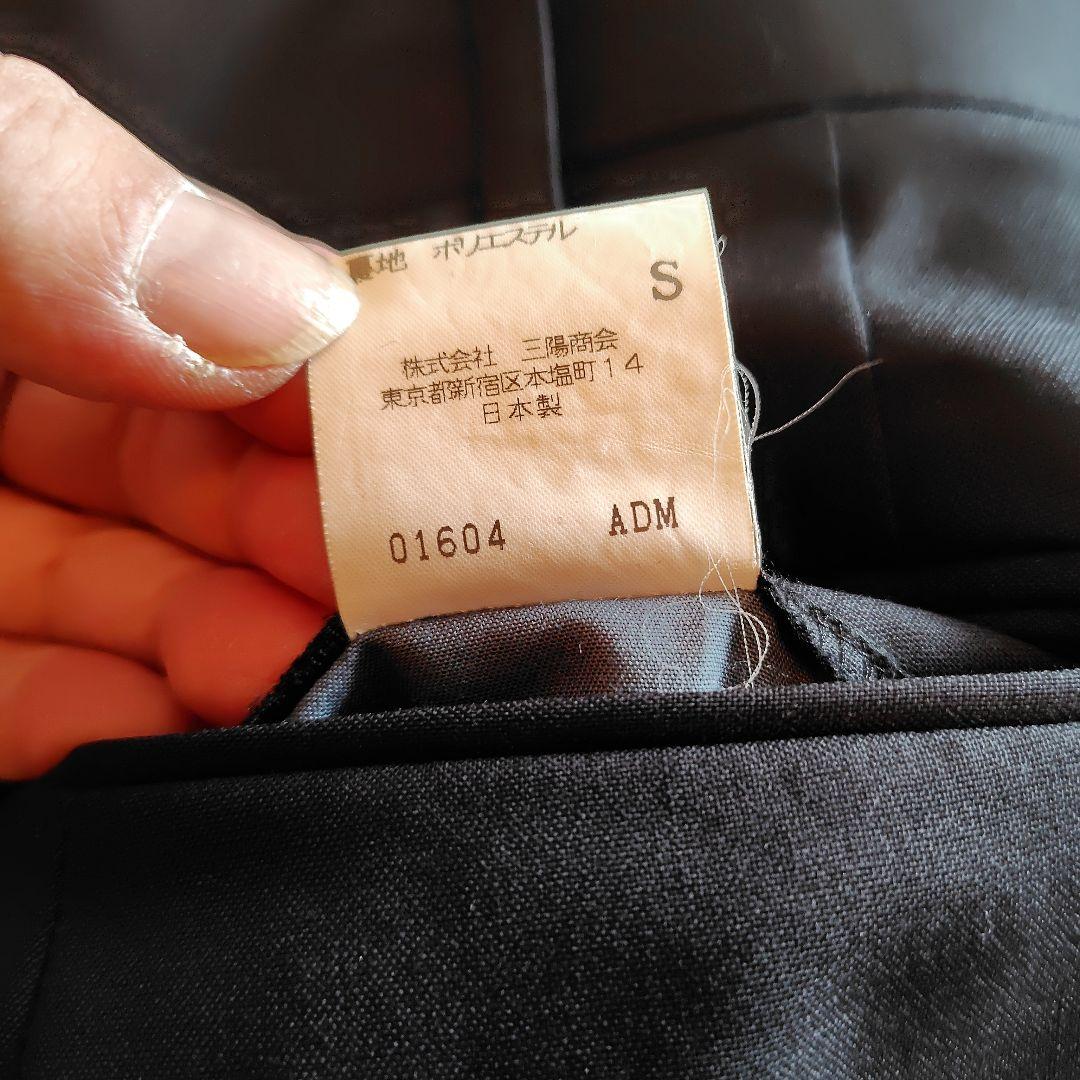 裏地 ポリエステル
S
株式会社 三陽商会
東京都新宿区本塩町14
日本製
01604 ADM